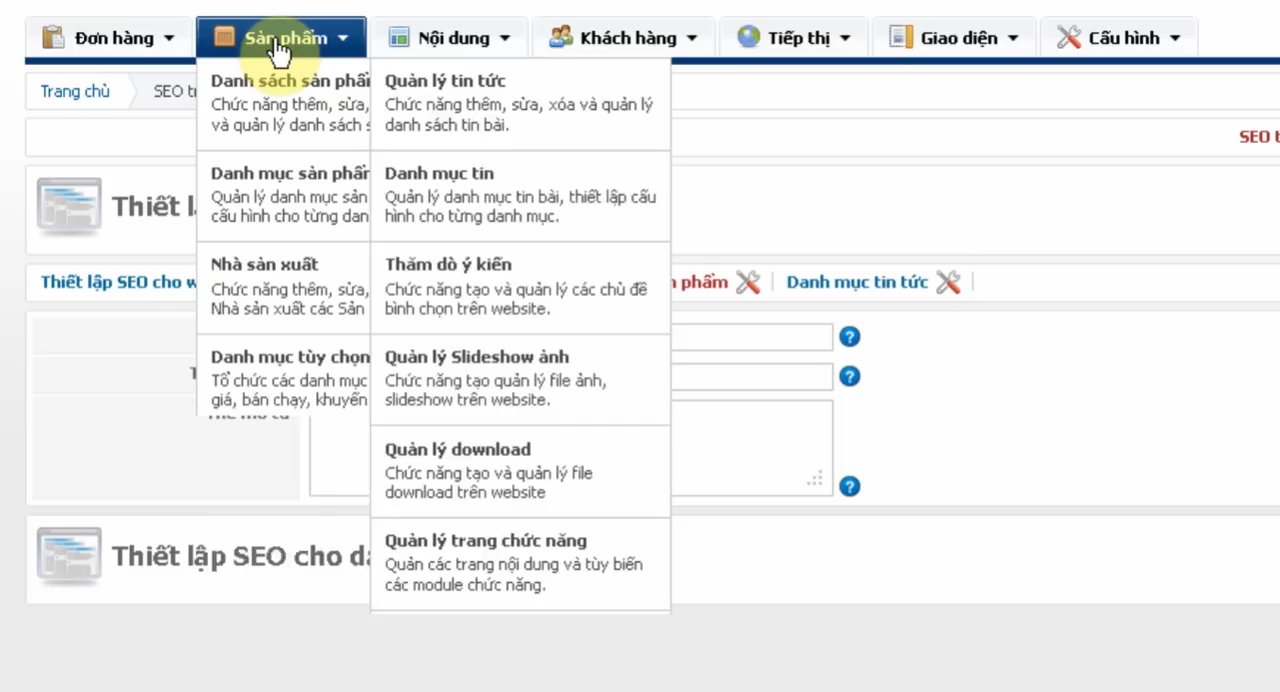 Đơn hàng
Sản phẩm
Nội dung
Khách hàng
Tiếp thị
Giao diện
Cấu hình
Trang chủ
SEO
SEO
Thiết
Thiết lập SEO cho
phẩm
Danh mục tin tức
Danh sách sản
Chức năng thêm, sửa,
và quản lý danh sách
Danh mục sản
Quản lý danh mục sản
cấu hình cho từng
Nhà sản xuất
Chức năng thêm, sửa,
Nhà sản xuất các Sản
Danh mục tùy chọn
Tổ chức các danh mục
giá, bán chạy, khuyến
Quản lý tin tức
Chức năng thêm, sửa, xóa và quản lý
danh sách tin bài.
Danh mục tin
Quản lý danh mục tin bài, thiết lập cấu
hình cho từng danh mục.
Thăm dò ý kiến
Chức năng tạo và quản lý các chủ đề
bình chọn trên website.
Quản lý Slideshow ảnh
Chức năng tạo quản lý file ảnh,
slideshow trên website.
Quản lý download
Chức năng tạo và quản lý file
download trên website
Quản lý trang chức năng
Quản các trang nội dung và tùy biến
các module chức năng.
Thiết lập SEO cho